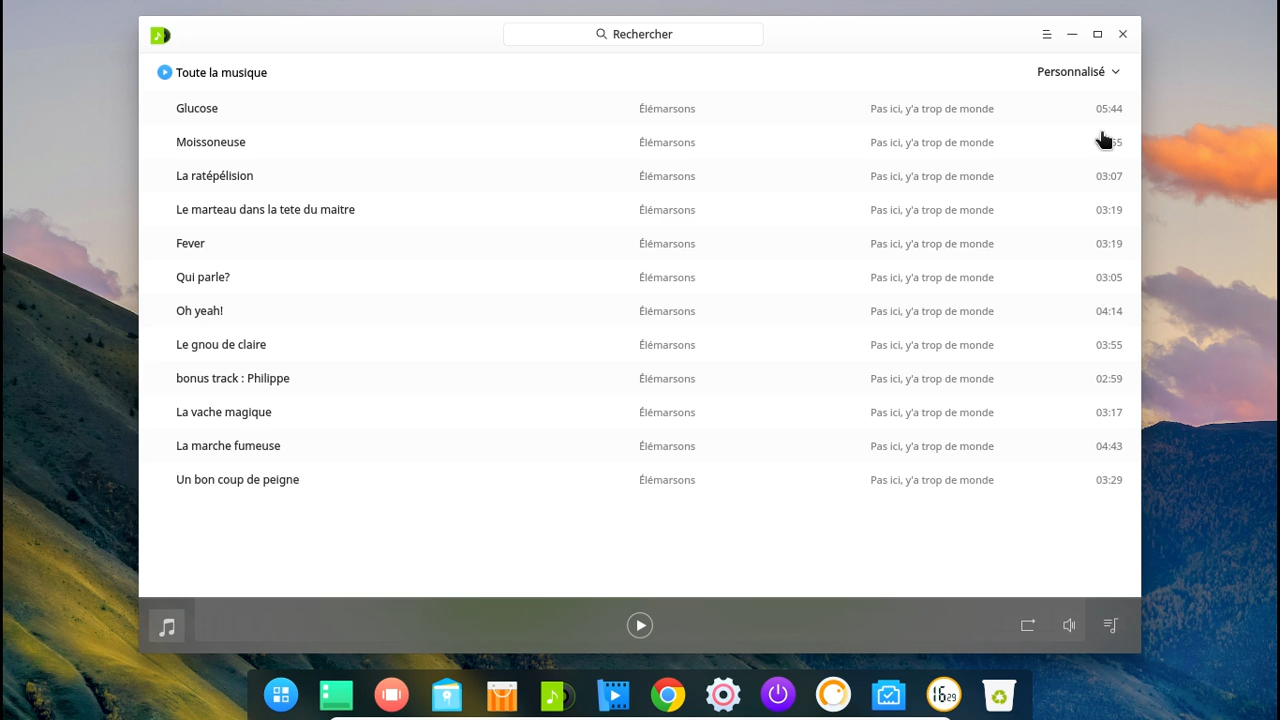 Rechercher
Toute la musique
Personnalisé
Glucose Élémarsons Pas ici, y'a trop de monde 05:44
Moissoneuse Élémarsons Pas ici, y'a trop de monde
La ratépélision Élémarsons Pas ici, y'a trop de monde 03:07
Le marteau dans la tete du maitre Élémarsons Pas ici, y'a trop de monde 03:19
Fever Élémarsons Pas ici, y'a trop de monde 03:19
Qui parle? Élémarsons Pas ici, y'a trop de monde 03:05
Oh yeah! Élémarsons Pas ici, y'a trop de monde 04:14
Le gnou de claire Élémarsons Pas ici, y'a trop de monde 03:55
bonus track : Philippe Élémarsons Pas ici, y'a trop de monde 02:59
La vache magique Élémarsons Pas ici, y'a trop de monde 03:17
La marche fumeuse Élémarsons Pas ici, y'a trop de monde 04:43
Un bon coup de peigne Élémarsons Pas ici, y'a trop de monde 03:29
16 29